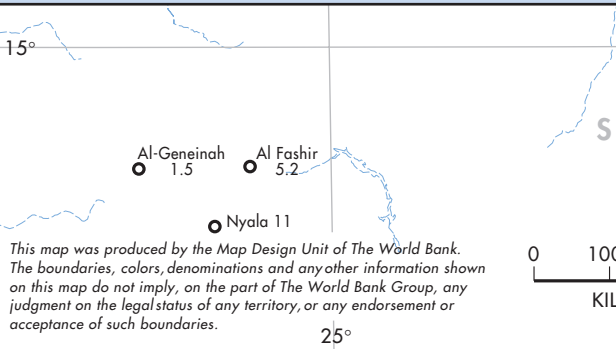 15°
S
Al-Geneinah
1.5
Al Fashir
5.2
Nyala 11
This map was produced by the Map Design Unit of The World Bank.
The boundaries, colors, denominations and any other information shown
on this map do not imply, on the part of The World Bank Group, any
judgment on the legal status of any territory, or any endorsement or
acceptance of such boundaries.
0 100
KIL
25°